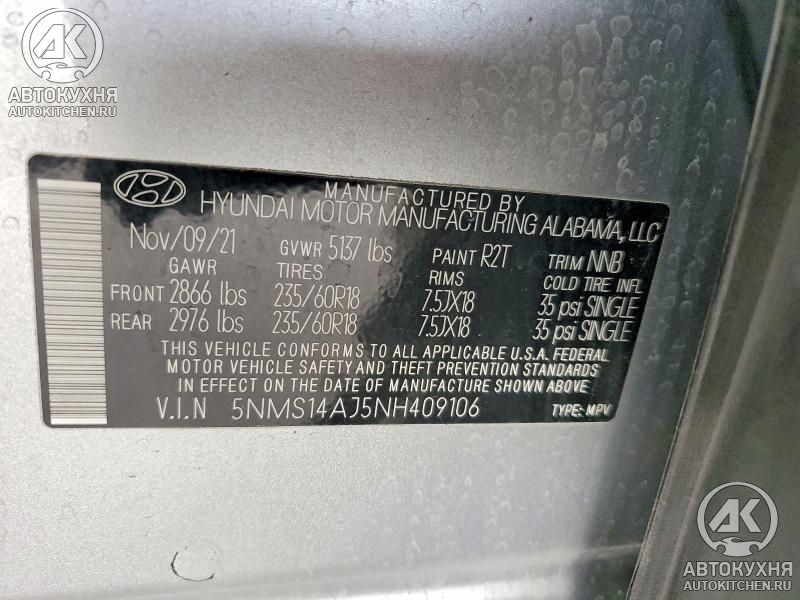 АК
АВТОКУХНЯ
AUTOKITCHEN.RU
MANUFACTURED BY
HYUNDAI MOTOR MANUFACTURING ALABAMA, LLC
Nov/09/21 GVWR 5137 lbs PAINT R2T TRIM NNB
GAWR TIRES RIMS COLD TIRE INFL
FRONT 2866 lbs 235/60R18 7.5JX18 35 psi SINGLE
REAR 2976 lbs 235/60R18 7.5JX18 35 psi SINGLE
THIS VEHICLE CONFORMS TO ALL APPLICABLE U.S.A. FEDERAL
MOTOR VEHICLE SAFETY AND THEFT PREVENTION STANDARDS
IN EFFECT ON THE DATE OF MANUFACTURE SHOWN ABOVE
V.I.N 5NMS14AJ5NH409106 TYPE: MPV
АК
АВТОКУХНЯ
AUTOKITCHEN.RU